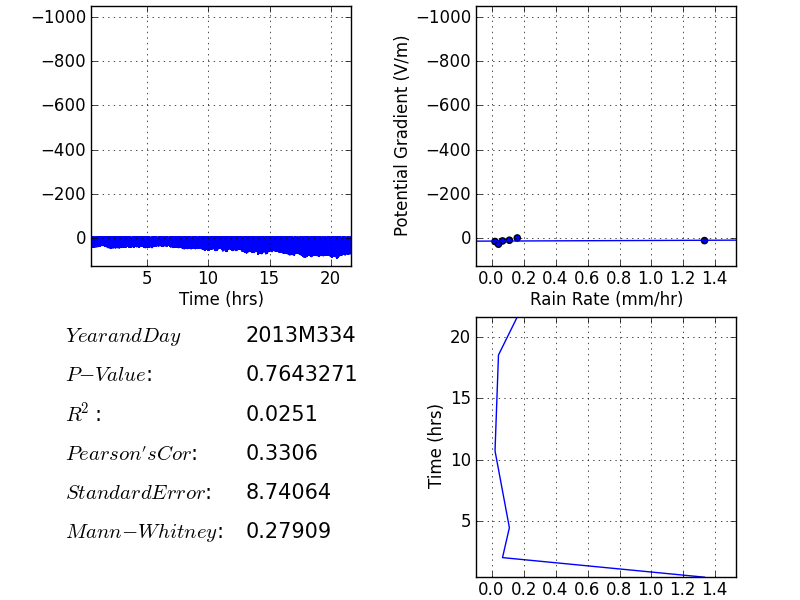 −1000
−800
−600
−400
−200
0
5 10 15 20
Time (hrs)
Potential Gradient (V/m)
−1000
−800
−600
−400
−200
0
0.0 0.2 0.4 0.6 0.8 1.0 1.2 1.4
Rain Rate (mm/hr)
YearandDay 2013M334
P−Value: 0.7643271
R²: 0.0251
Pearson'sCor: 0.3306
StandardError: 8.74064
Mann−Whitney: 0.27909
Time (hrs)
20
15
10
5
0.0 0.2 0.4 0.6 0.8 1.0 1.2 1.4